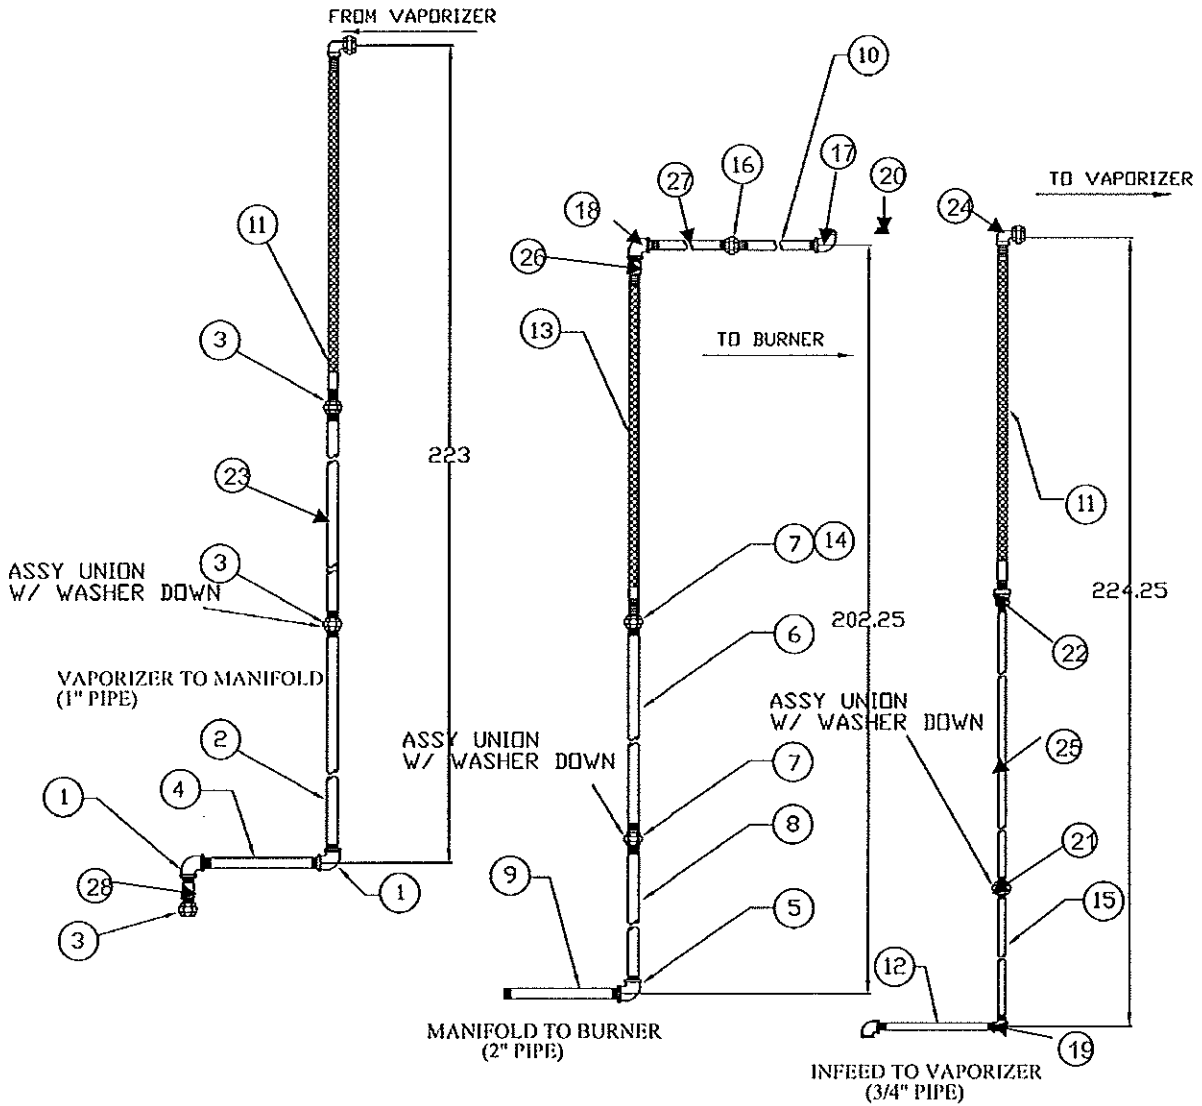 FROM VAPORIZER
10
18
27
16
17
20
24
TO VAPORIZER
11
26
3
13
TO BURNER
223
23
11
3
7
14
ASSY UNION
W/ WASHER DOWN
224.25
202.25
6
22
VAPORIZER TO MANIFOLD
(1" PIPE)
ASSY UNION
W/ WASHER DOWN
2
ASSY UNION
W/ WASHER DOWN
25
7
4
1
8
21
9
28
1
5
15
3
12
MANIFOLD TO BURNER
(2" PIPE)
19
INFEED TO VAPORIZER
(3/4" PIPE)